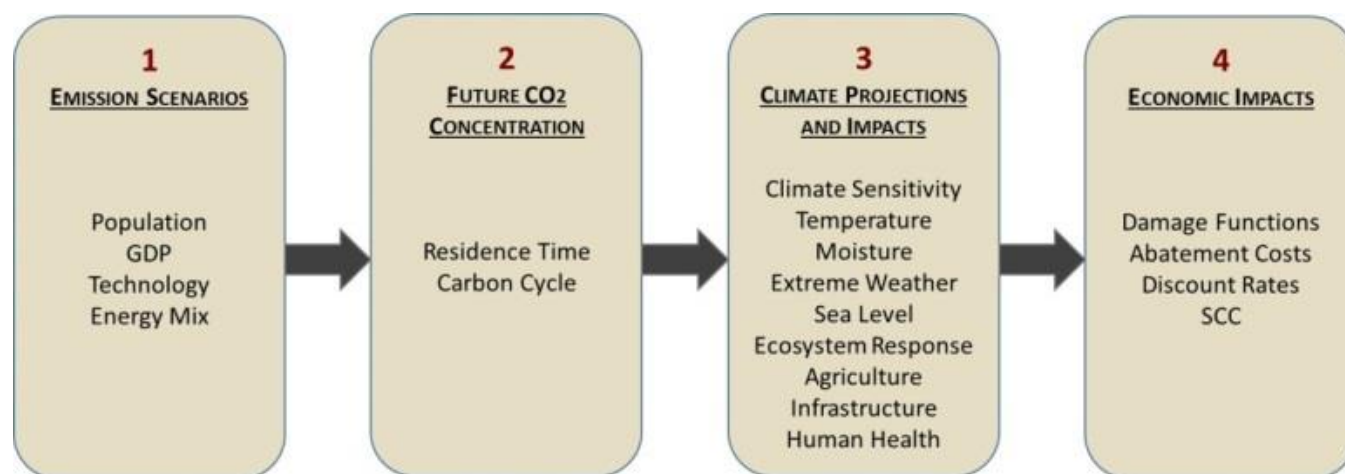 1
EMISSION SCENARIOS
Population
GDP
Technology
Energy Mix
2
FUTURE CO2
CONCENTRATION
Residence Time
Carbon Cycle
3
CLIMATE PROJECTIONS
AND IMPACTS
Climate Sensitivity
Temperature
Moisture
Extreme Weather
Sea Level
Ecosystem Response
Agriculture
Infrastructure
Human Health
4
ECONOMIC IMPACTS
Damage Functions
Abatement Costs
Discount Rates
SCC